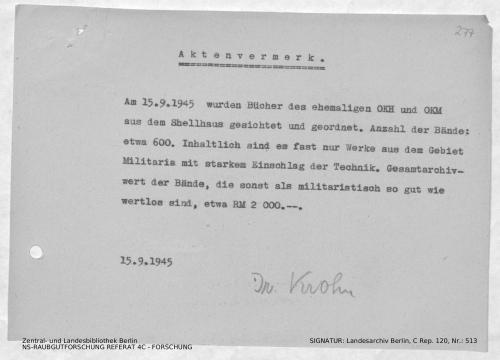 277
Aktenvermerk.
Am 15.9.1945 wurden Bücher des ehemaligen OKH und OKM
aus dem Shellhaus gesichtet und geordnet. Anzahl der Bände:
etwa 600. Inhaltlich sind es fast nur Werke aus dem Gebiet
Militaria mit starkem Einschlag der Technik. Gesamtarchiv-
wert der Bände, die sonst als militaristisch so gut wie
wertlos sind, etwa RM 2 000.--.
15.9.1945
Dr. Krohn
Zentral- und Landesbibliothek Berlin
NS-RAUBGUTFORSCHUNG REFERAT 4C - FORSCHUNG
SIGNATUR: Landesarchiv Berlin, C Rep. 120, Nr.: 513